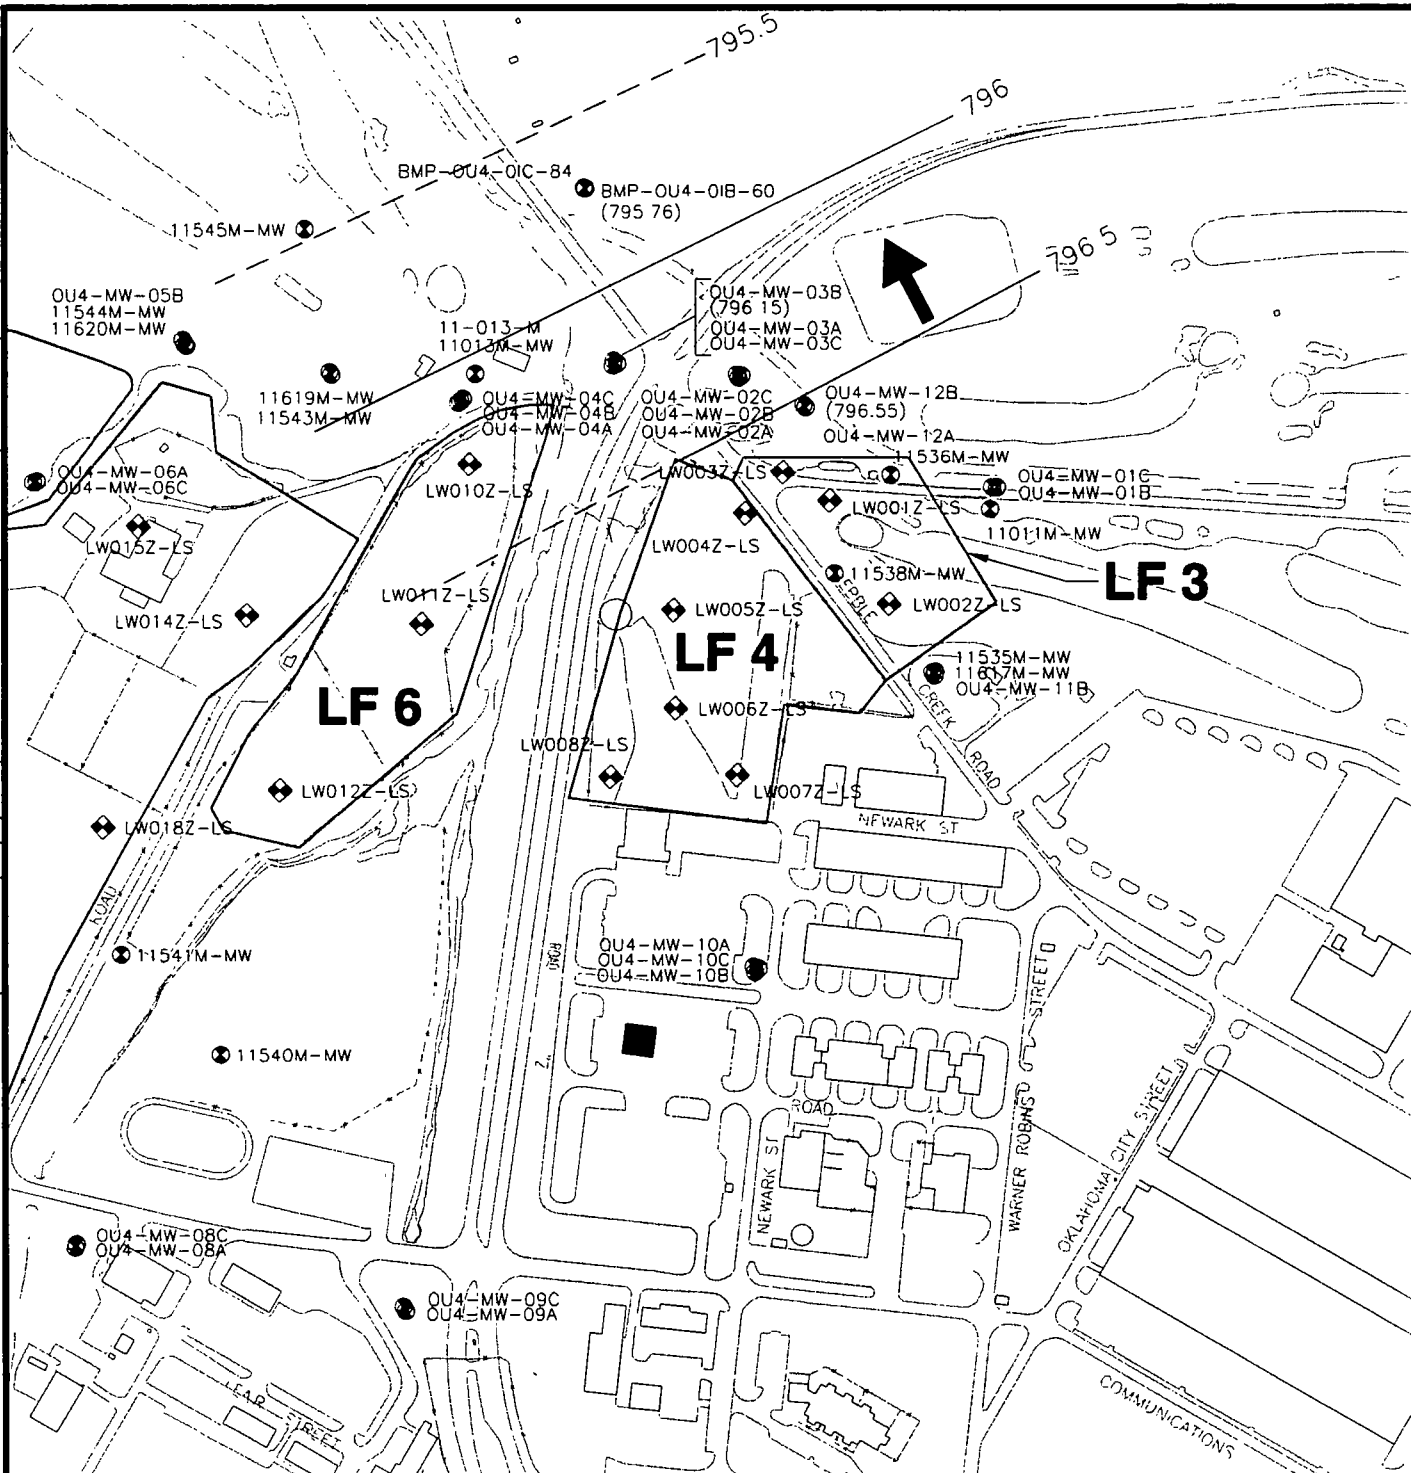 795.5
796
BMP-OU4-01C-84
BMP-OU4-01B-60
(795 76)
11545M-MW
796 5
OU4-MW-05B
11544M-MW
11620M-MW
OU4-MW-03B
(796 15)
OU4-MW-03A
OU4-MW-03C
11-013-M
11013M-MW
11619M-MW
11543M-MW
OU4-MW-04C
OU4-MW-04B
OU4-MW-04A
OU4-MW-02C
OU4-MW-02B
OU4-MW-02A
OU4-MW-12B
(796.55)
OU4-MW-12A
11536M-MW
OU4-MW-06A
OU4-MW-06C
LW010Z-LS
LW003Z-LS
OU4-MW-01C
OU4-MW-01B
LW001Z-LS
11011M-MW
LW015Z-LS
LW004Z-LS
11538M-MW
LF 3
LW014Z-LS
LW011Z-LS
LW005Z-LS
LW002Z-LS
LF 4
11535M-MW
11617M-MW
OU4-MW-11B
LF 6
LW006Z-LS
CREEK
ROAD
LW008Z-LS
LW012Z-LS
LW007Z-LS
LW018Z-LS
NEWARK ST
ROAD
11541M-MW
OU4-MW-10A
OU4-MW-10C
OU4-MW-10B
ROAD
STREET
11540M-MW
ROAD
NEWARK ST
WARNER ROBINS
OKLAHOMA CITY STREET
OU4-MW-08C
OU4-MW-08A
OU4-MW-09C
OU4-MW-09A
LEAR STREET
COMMUNICATIONS